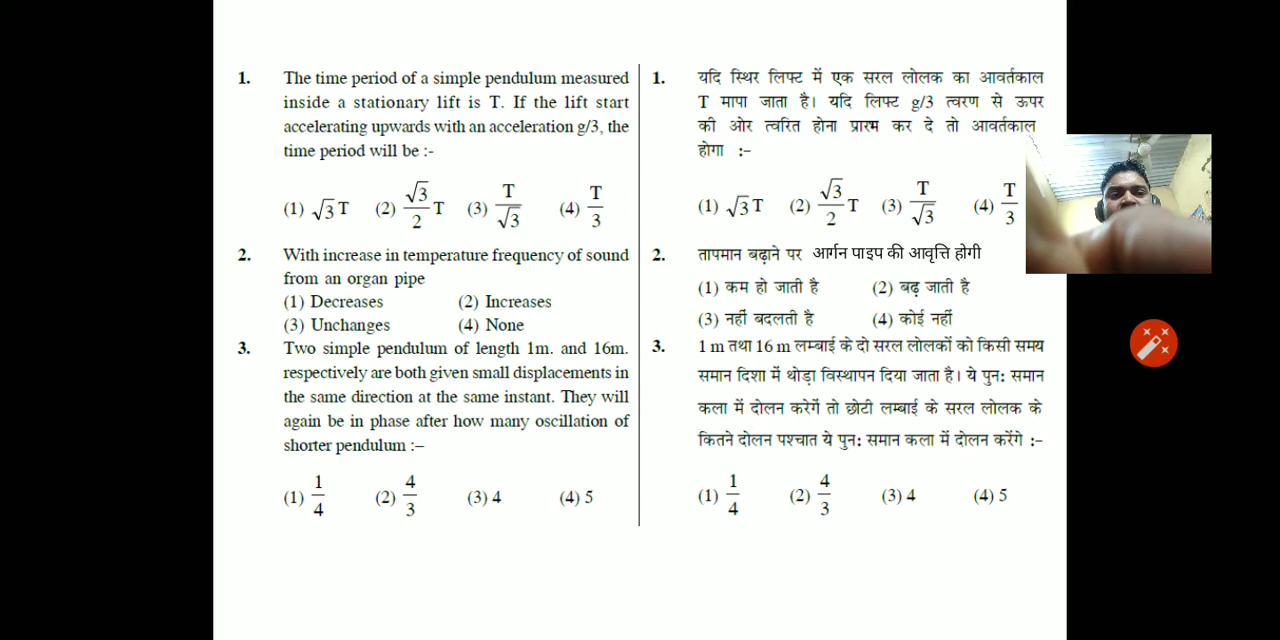 1. The time period of a simple pendulum measured
inside a stationary lift is T. If the lift start
accelerating upwards with an acceleration g/3, the
time period will be :-
(1) √3 T (2) √3/2 T (3) T/√3 (4) T/3
2. With increase in temperature frequency of sound
from an organ pipe
(1) Decreases (2) Increases
(3) Unchanges (4) None
3. Two simple pendulum of length 1m. and 16m.
respectively are both given small displacements in
the same direction at the same instant. They will
again be in phase after how many oscillation of
shorter pendulum :–
(1) 1/4 (2) 4/3 (3) 4 (4) 5
1. यदि स्थिर लिफ्ट में एक सरल लोलक का आवर्तकाल
T मापा जाता है। यदि लिफ्ट g/3 त्वरण से ऊपर
की ओर त्वरित होना प्रारम्भ कर दे तो आवर्तकाल
होगा :-
(1) √3 T (2) √3/2 T (3) T/√3 (4) T/3
2. तापमान बढ़ाने पर आर्गन पाइप की आवृत्ति होगी
(1) कम हो जाती है (2) बढ़ जाती है
(3) नहीं बदलती है (4) कोई नहीं
3. 1 m तथा 16 m लम्बाई के दो सरल लोलकों को किसी समय
समान दिशा में थोड़ा विस्थापन दिया जाता है। ये पुन: समान
कला में दोलन करेगें तो छोटी लम्बाई के सरल लोलक के
कितने दोलन पश्चात ये पुन: समान कला में दोलन करेंगे :-
(1) 1/4 (2) 4/3 (3) 4 (4) 5